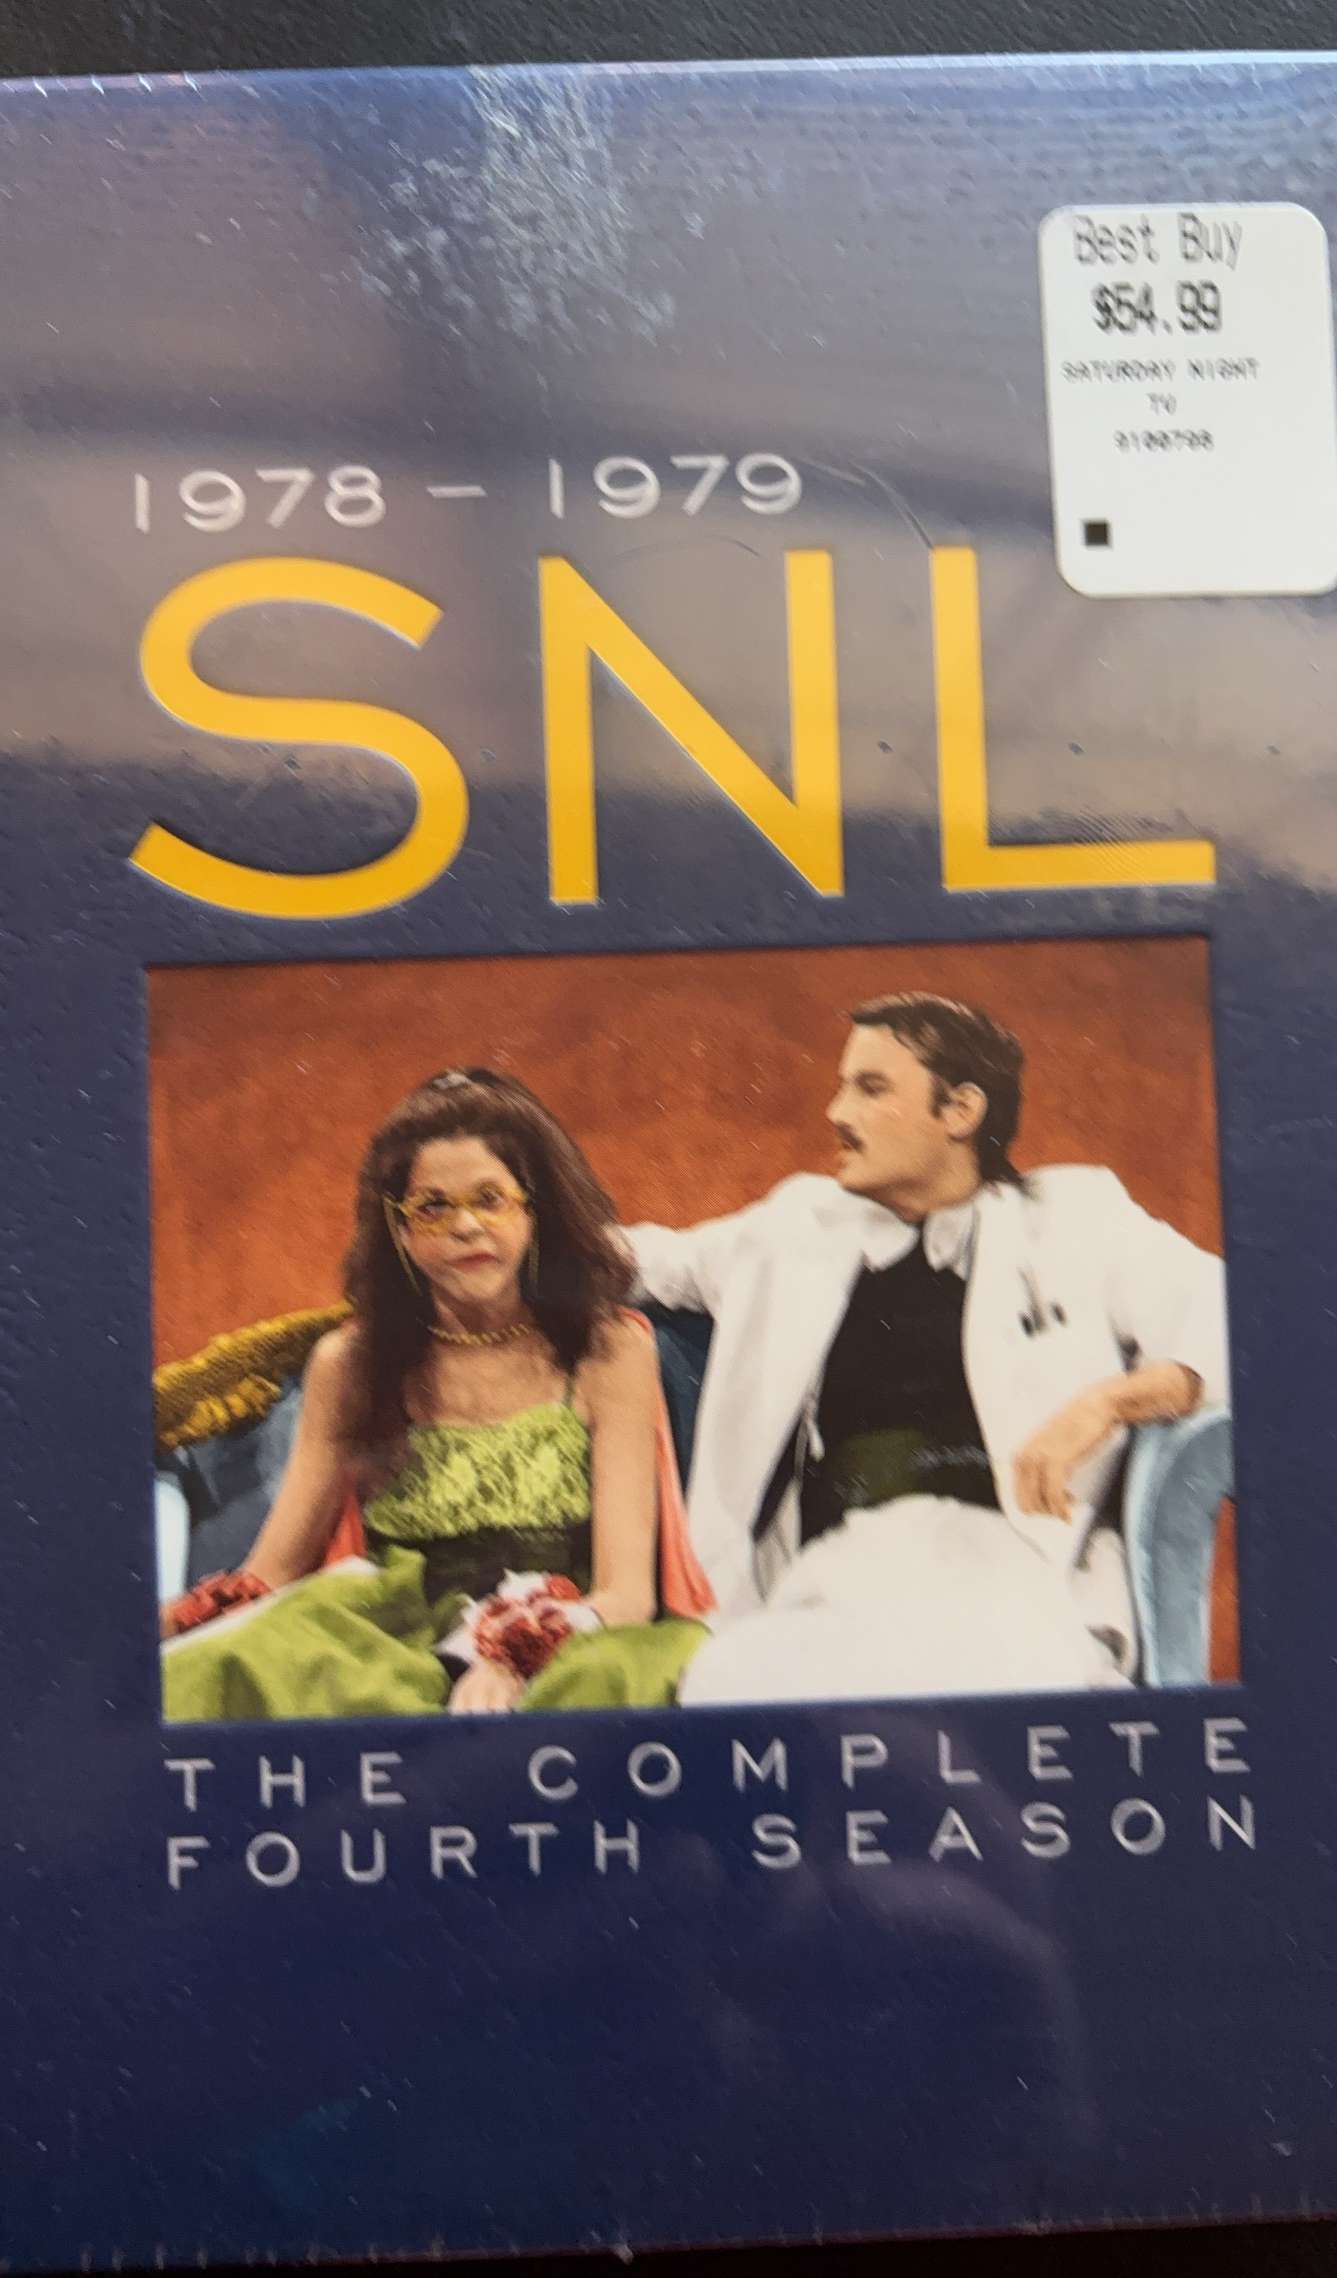 Best Buy
$54.99
SATURDAY NIGHT
TV
1978 – 1979
SNL
THE COMPLETE
FOURTH SEASON